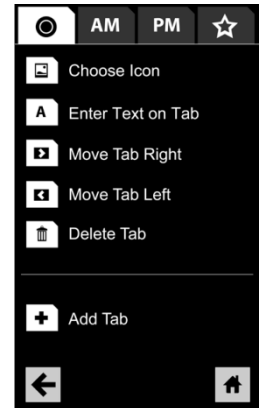 AM PM
Choose Icon
A Enter Text on Tab
Move Tab Right
Move Tab Left
Delete Tab
Add Tab